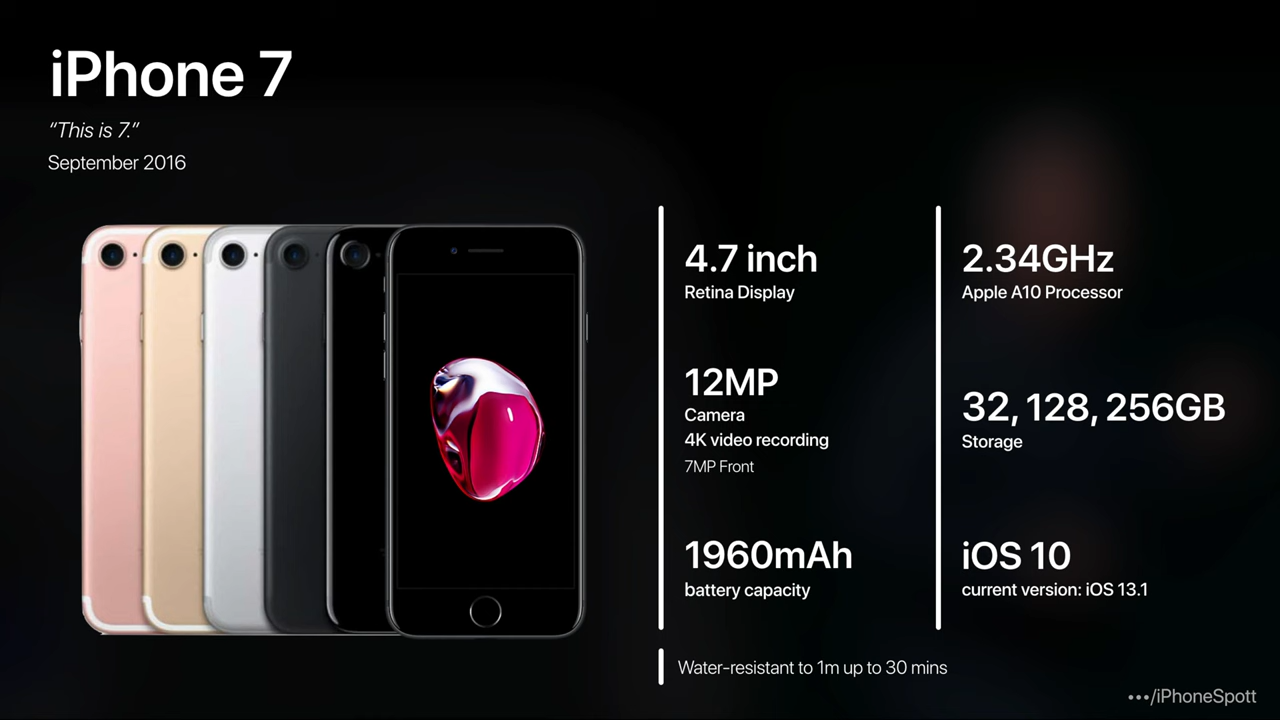 iPhone 7
“This is 7.”
September 2016
4.7 inch
Retina Display
12MP
Camera
4K video recording
7MP Front
1960mAh
battery capacity
2.34GHz
Apple A10 Processor
32, 128, 256GB
Storage
iOS 10
current version: iOS 13.1
Water-resistant to 1m up to 30 mins
•••/iPhoneSpott